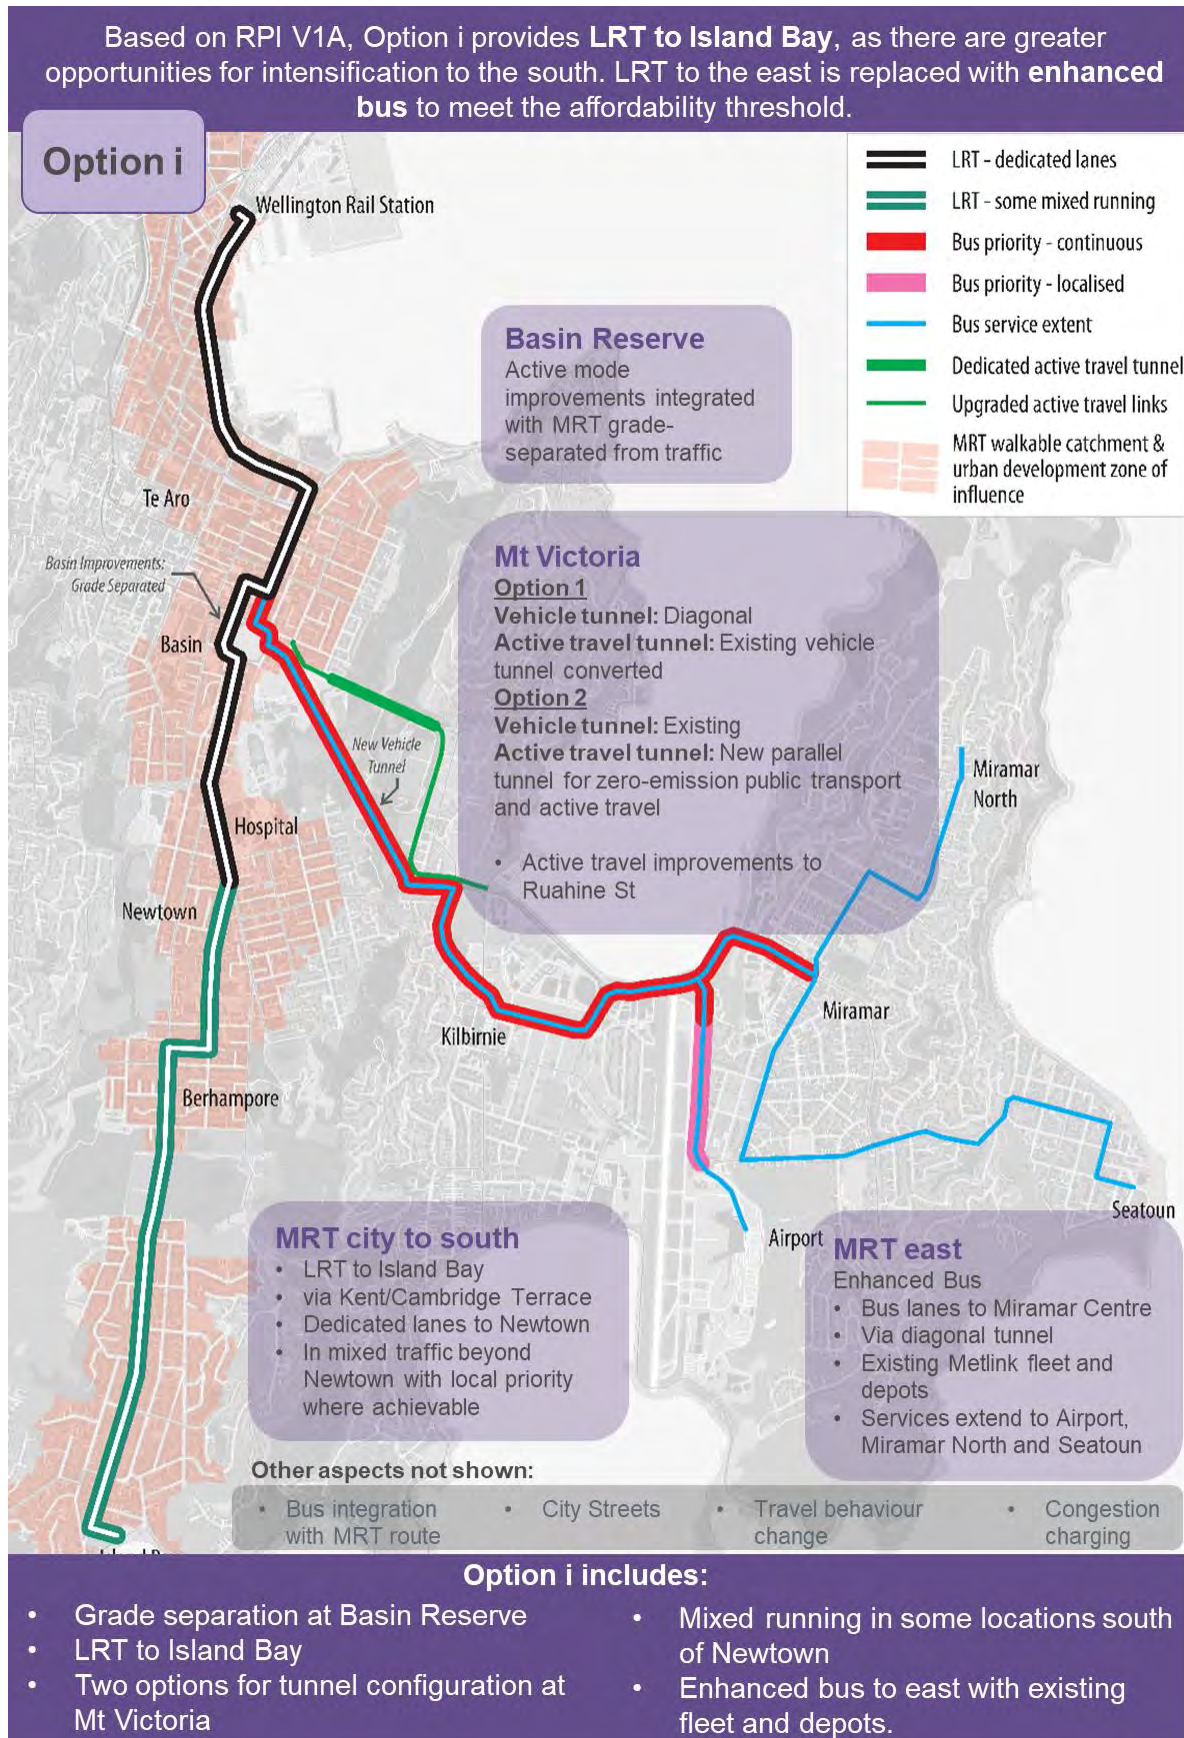 Based on RPI V1A, Option i provides LRT to Island Bay, as there are greater
opportunities for intensification to the south. LRT to the east is replaced with enhanced
bus to meet the affordability threshold.
Option i
Wellington Rail Station
LRT - dedicated lanes
LRT - some mixed running
Bus priority - continuous
Bus priority - localised
Bus service extent
Dedicated active travel tunnel
Upgraded active travel links
MRT walkable catchment &
urban development zone of
influence
Basin Reserve
Active mode
improvements integrated
with MRT grade-
separated from traffic
Te Aro
Basin Improvements:
Grade Separated
Basin
Mt Victoria
Option 1
Vehicle tunnel: Diagonal
Active travel tunnel: Existing vehicle
tunnel converted
Option 2
Vehicle tunnel: Existing
Active travel tunnel: New parallel
tunnel for zero-emission public transport
and active travel
• Active travel improvements to
Ruahine St
New Vehicle
Tunnel
Miramar
North
Hospital
Newtown
Miramar
Kilbirnie
Berhampore
Seatoun
Airport
MRT city to south
• LRT to Island Bay
• via Kent/Cambridge Terrace
• Dedicated lanes to Newtown
• In mixed traffic beyond
Newtown with local priority
where achievable
MRT east
Enhanced Bus
• Bus lanes to Miramar Centre
• Via diagonal tunnel
• Existing Metlink fleet and
depots
• Services extend to Airport,
Miramar North and Seatoun
Other aspects not shown:
• Bus integration
with MRT route
• City Streets
• Travel behaviour
change
• Congestion
charging
Option i includes:
• Grade separation at Basin Reserve
• LRT to Island Bay
• Two options for tunnel configuration at
Mt Victoria
• Mixed running in some locations south
of Newtown
• Enhanced bus to east with existing
fleet and depots.